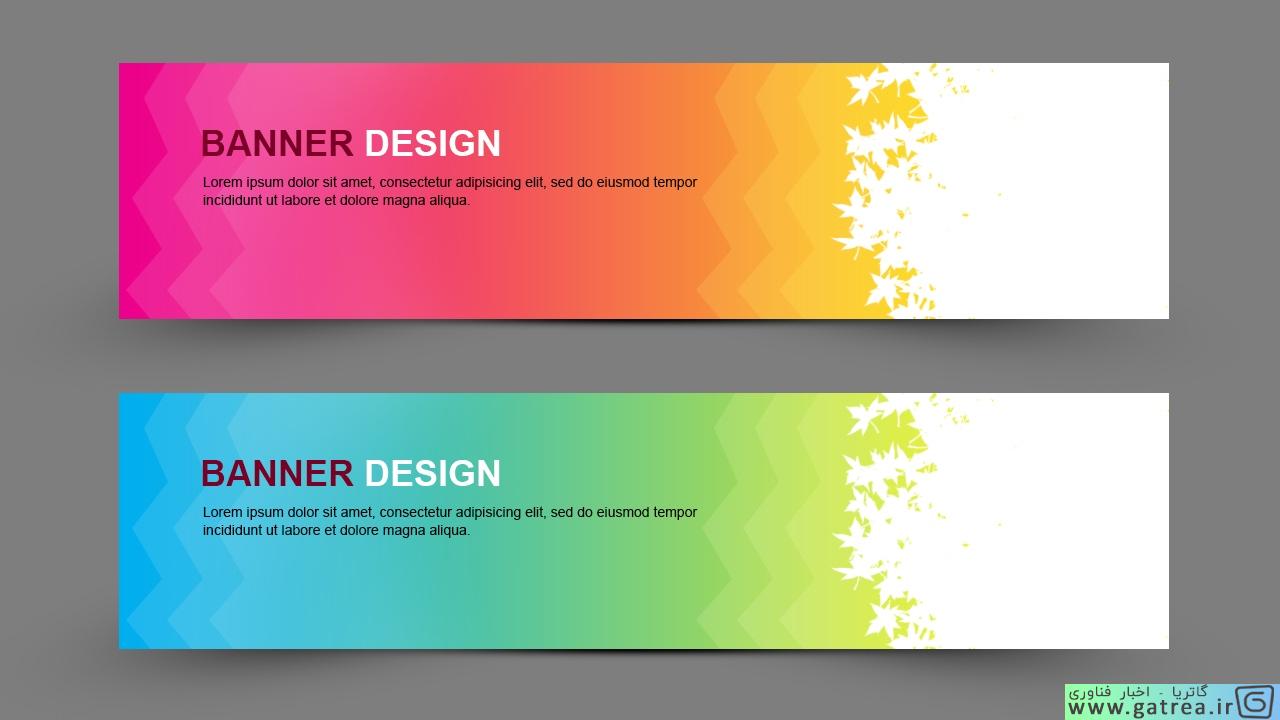 BANNER DESIGN
Lorem ipsum dolor sit amet, consectetur adipisicing elit, sed do eiusmod tempor
incididunt ut labore et dolore magna aliqua.
BANNER DESIGN
Lorem ipsum dolor sit amet, consectetur adipisicing elit, sed do eiusmod tempor
incididunt ut labore et dolore magna aliqua.
گاتریا - اخبار فناوری
www.gatrea.ir